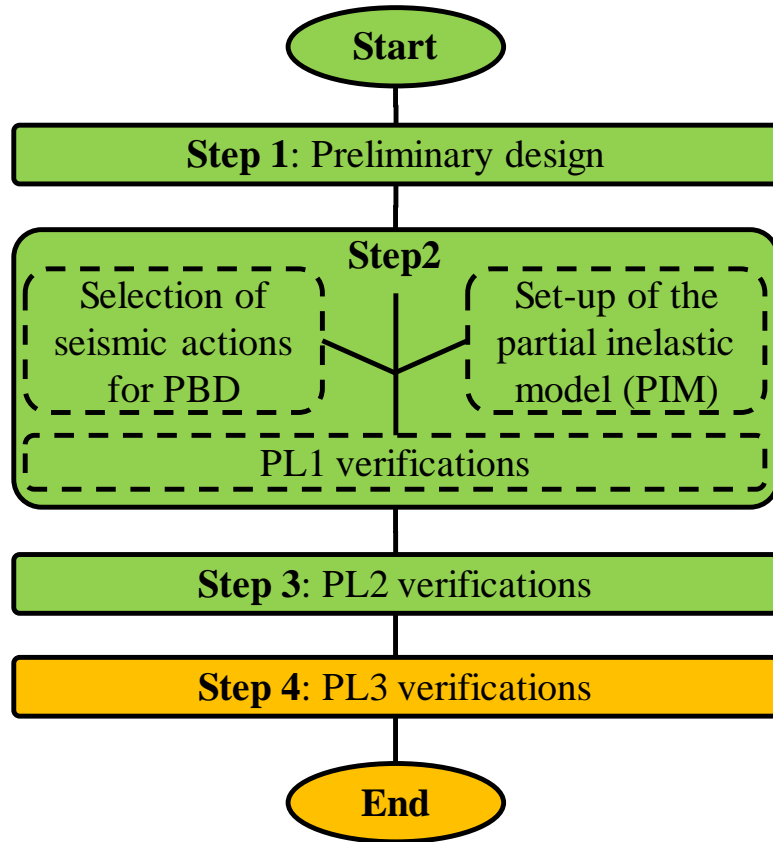 Start
Step 1: Preliminary design
Step2
Selection of
seismic actions
for PBD
Set-up of the
partial inelastic
model (PIM)
PL1 verifications
Step 3: PL2 verifications
Step 4: PL3 verifications
End